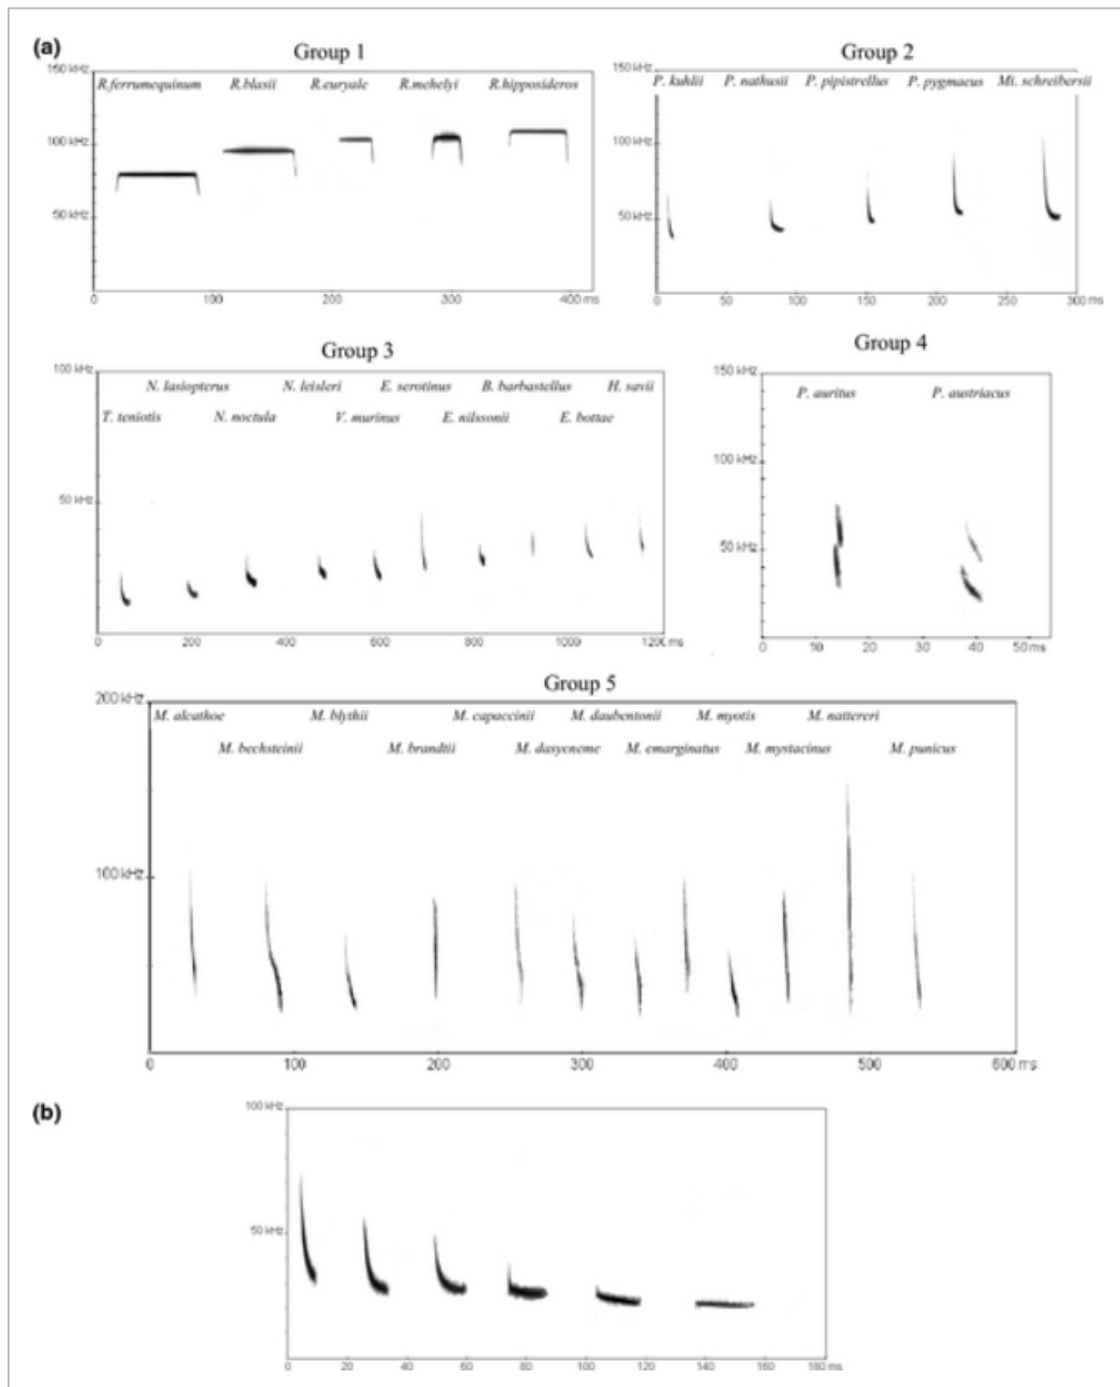 (a)
Group 1
150 kHz
R.ferrumequinum R.blasii R.euryale R.mehelyi R.hipposideros
100 kHz
50 kHz
0 100 200 300 400 ms
Group 2
150 kHz
P. kuhlii P. nathusii P. pipistrellus P. pygmaeus Mi. schreibersii
100 kHz
50 kHz
0 50 100 150 200 250 300 ms
Group 3
100 kHz
N. lasiopterus N. leisleri E. serotinus B. barbastellus H. savii
T. teniotis N. noctula V. murinus E. nilssonii E. bottae
50 kHz
0 200 400 600 800 1000 1200 ms
Group 4
150 kHz
P. auritus P. austriacus
100 kHz
50 kHz
0 10 20 30 40 50 ms
Group 5
200 kHz
M. alcathoe M. blythii M. capaccinii M. daubentonii M. myotis M. nattereri
M. bechsteinii M. brandtii M. dasycneme M. emarginatus M. mystacinus M. punicus
100 kHz
0 100 200 300 400 500 600 ms
(b)
100 kHz
50 kHz
0 20 40 60 80 100 120 140 160 180 ms